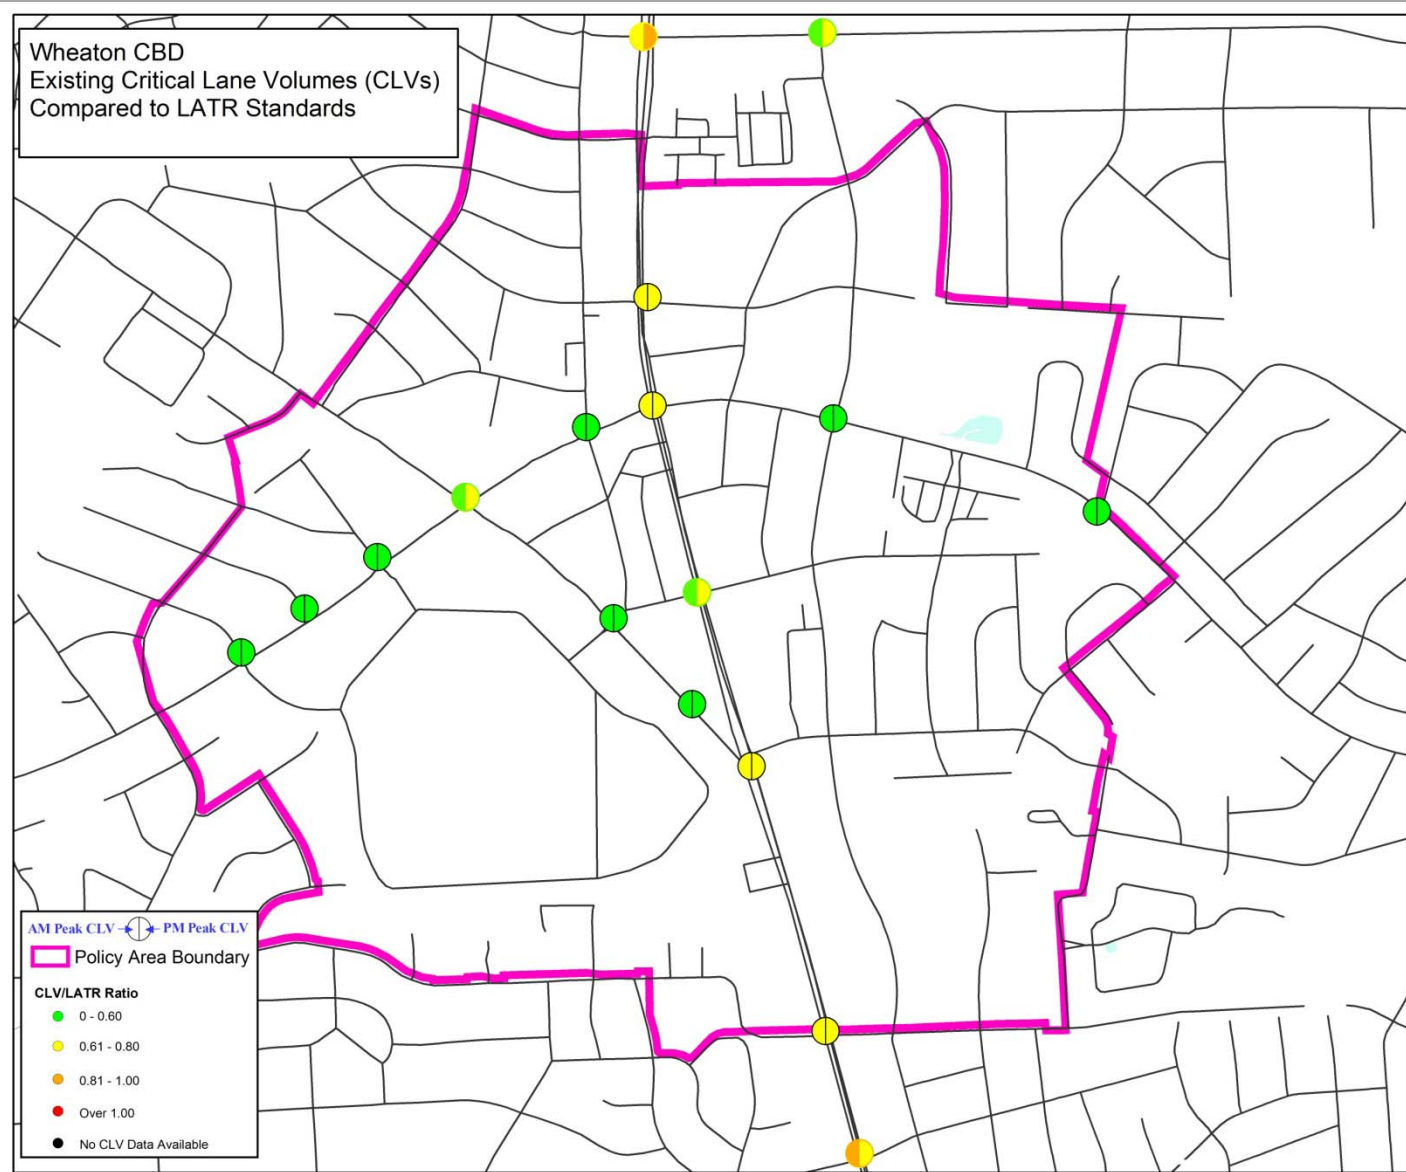 Wheaton CBD
Existing Critical Lane Volumes (CLVs)
Compared to LATR Standards
AM Peak CLV PM Peak CLV
Policy Area Boundary
CLV/LATR Ratio
0 - 0.60
0.61 - 0.80
0.81 - 1.00
Over 1.00
No CLV Data Available